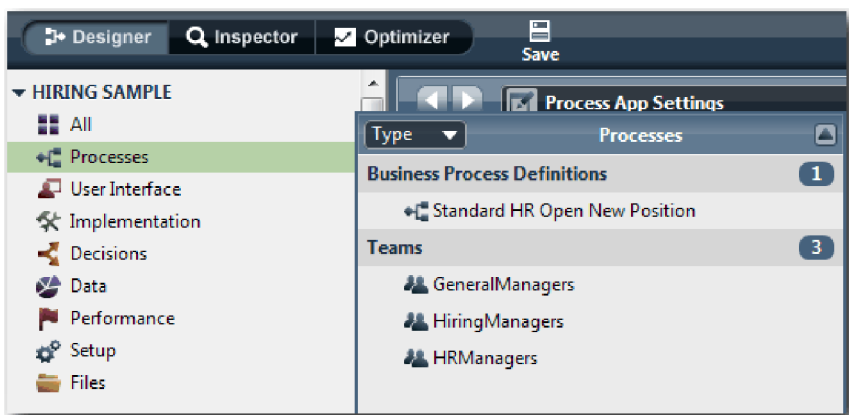 Designer Inspector Optimizer Save
HIRING SAMPLE
All
Processes
User Interface
Implementation
Decisions
Data
Performance
Setup
Files
Process App Settings
Type Processes
Business Process Definitions 1
Standard HR Open New Position
Teams 3
GeneralManagers
HiringManagers
HRManagers